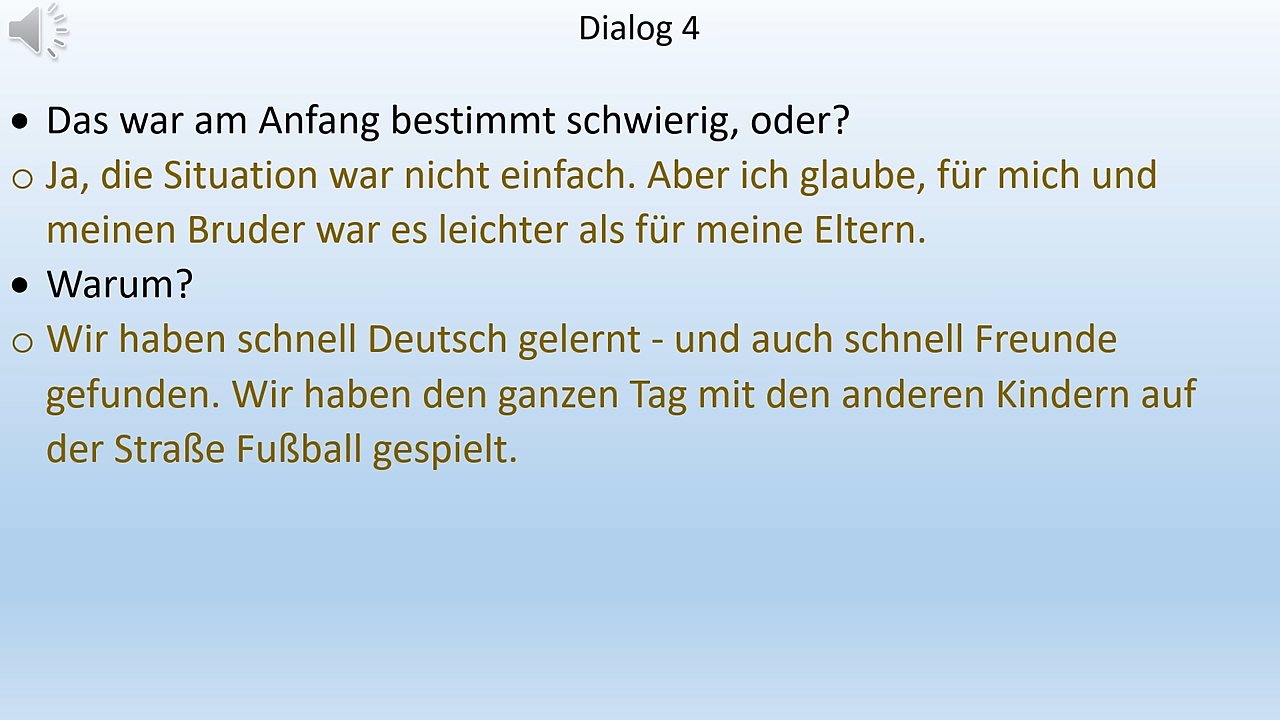 Dialog 4
• Das war am Anfang bestimmt schwierig, oder?
○ Ja, die Situation war nicht einfach. Aber ich glaube, für mich und
meinen Bruder war es leichter als für meine Eltern.
• Warum?
○ Wir haben schnell Deutsch gelernt - und auch schnell Freunde
gefunden. Wir haben den ganzen Tag mit den anderen Kindern auf
der Straße Fußball gespielt.